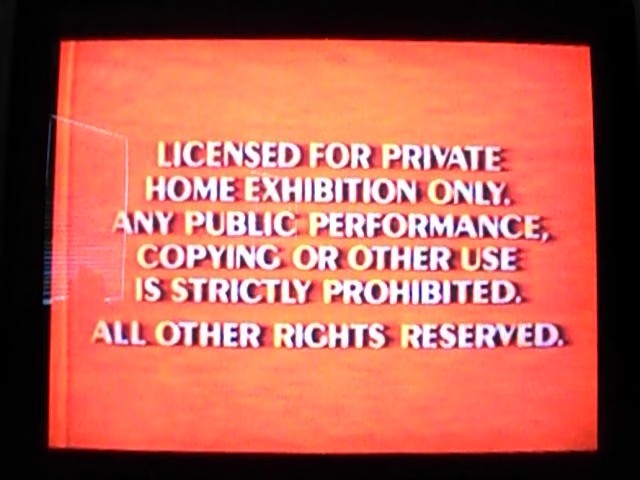 LICENSED FOR PRIVATE
HOME EXHIBITION ONLY.
ANY PUBLIC PERFORMANCE,
COPYING OR OTHER USE
IS STRICTLY PROHIBITED.
ALL OTHER RIGHTS RESERVED.